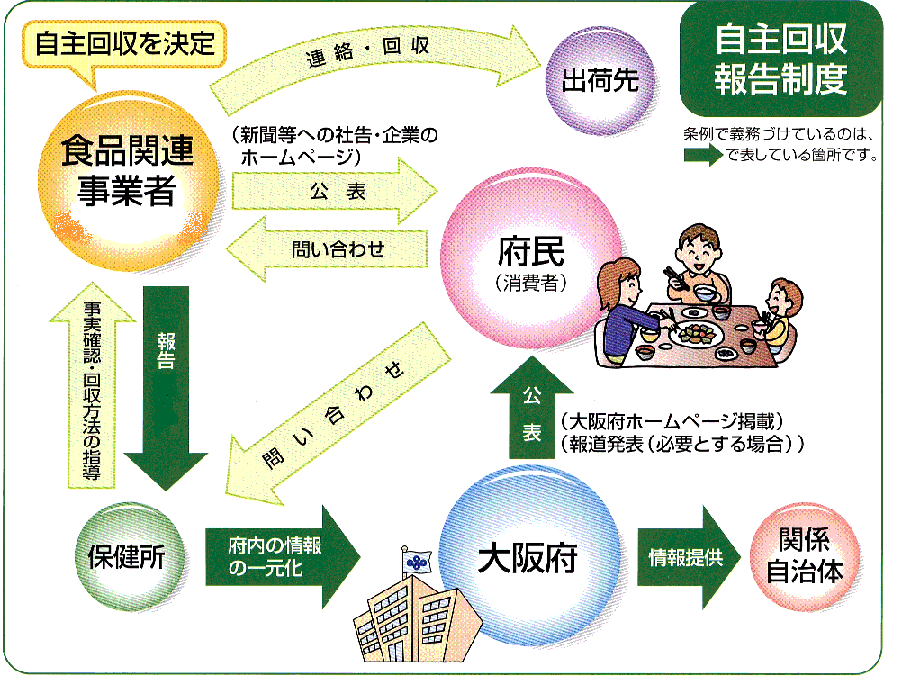 自主回収を決定
連絡・回収
出荷先
自主回収
報告制度
条例で義務づけているのは、
で表している箇所です。
食品関連
事業者
(新聞等への社告・企業の
ホームページ)
公表
問い合わせ
府民
(消費者)
事実確認・回収方法の指導
報告
問い合わせ
公表
(大阪府ホームページ掲載)
(報道発表(必要とする場合))
保健所
府内の情報
の一元化
大阪府
情報提供
関係
自治体